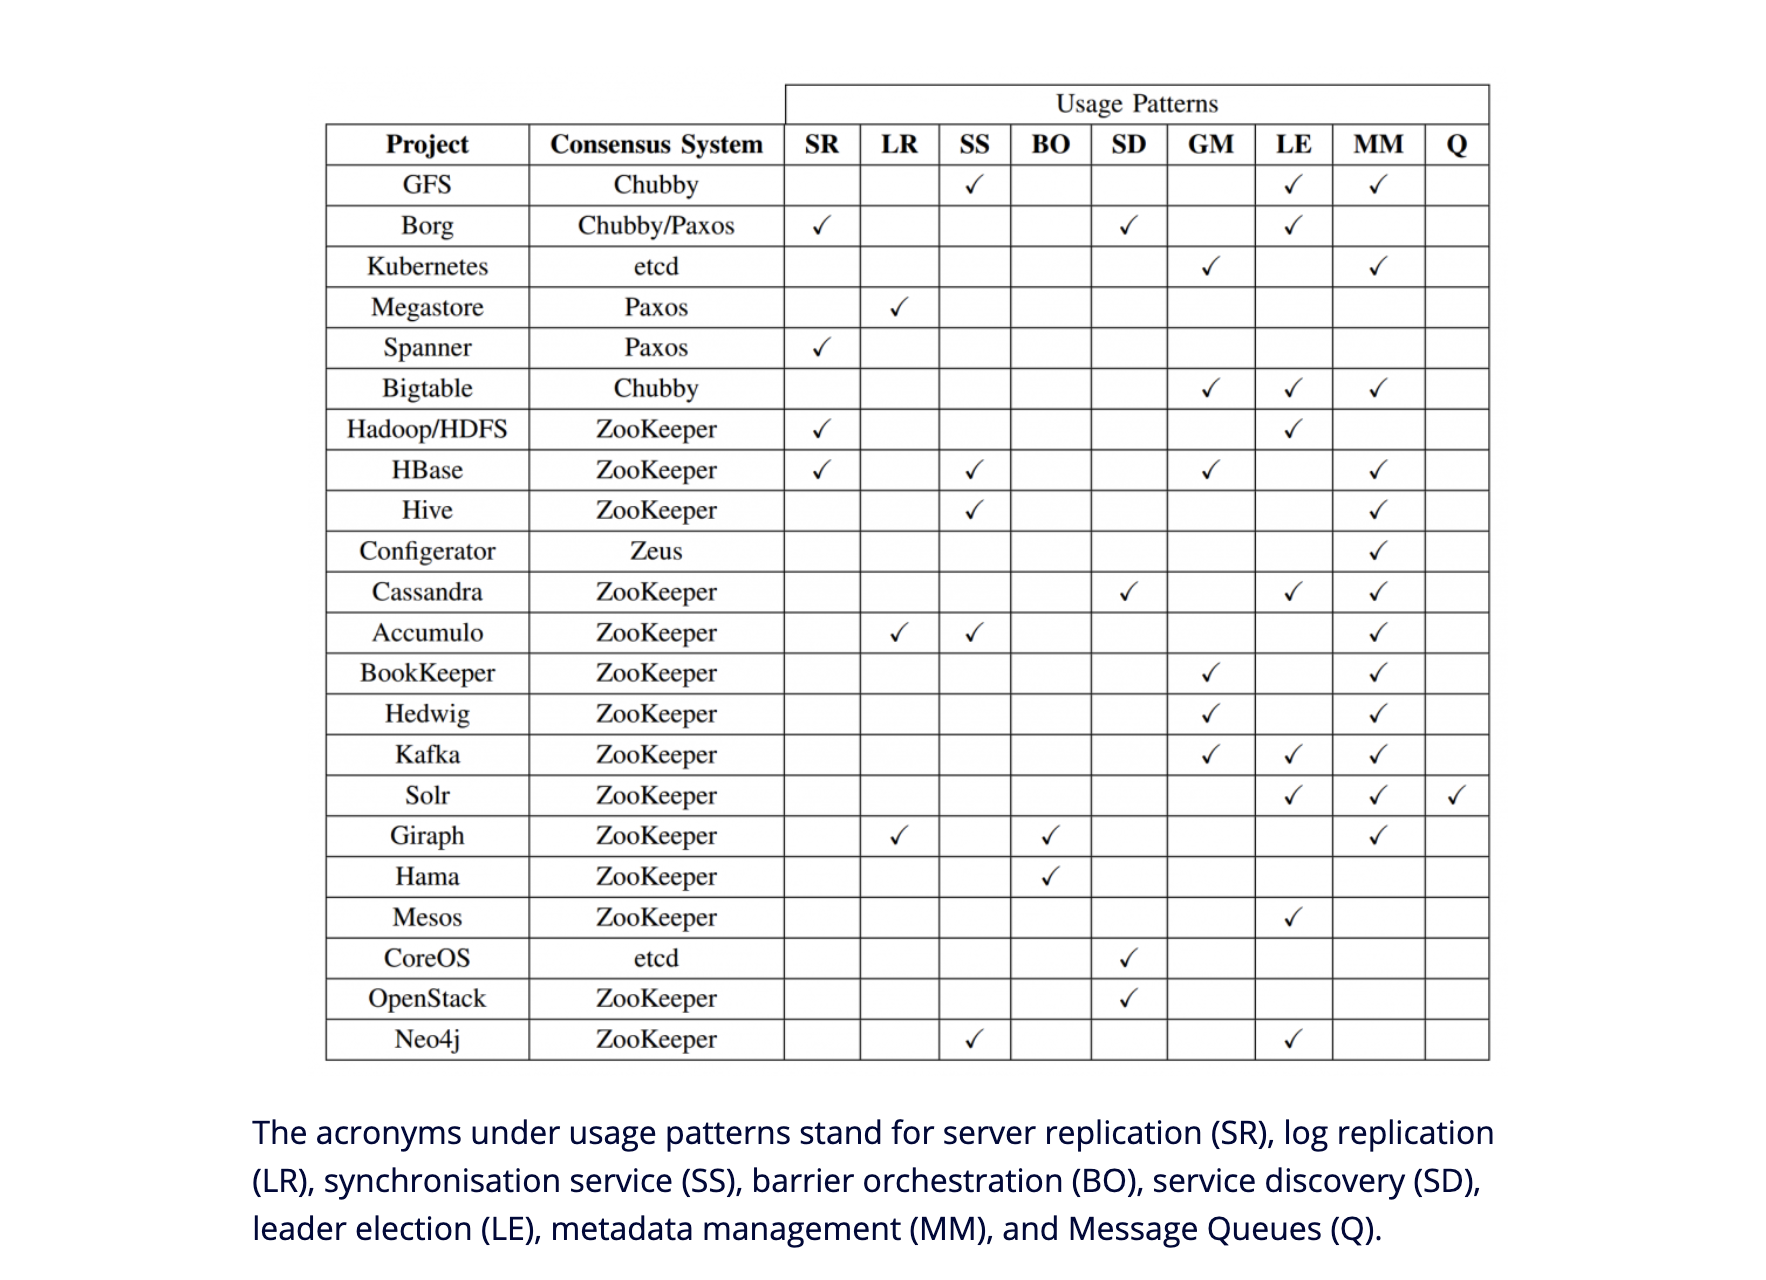 Usage Patterns
Project Consensus System SR LR SS BO SD GM LE MM Q
GFS Chubby ✓ ✓ ✓
Borg Chubby/Paxos ✓ ✓ ✓
Kubernetes etcd ✓ ✓
Megastore Paxos ✓
Spanner Paxos ✓
Bigtable Chubby ✓ ✓ ✓
Hadoop/HDFS ZooKeeper ✓ ✓
HBase ZooKeeper ✓ ✓ ✓ ✓
Hive ZooKeeper ✓ ✓
Configerator Zeus ✓
Cassandra ZooKeeper ✓ ✓ ✓
Accumulo ZooKeeper ✓ ✓ ✓
BookKeeper ZooKeeper ✓ ✓
Hedwig ZooKeeper ✓ ✓
Kafka ZooKeeper ✓ ✓ ✓
Solr ZooKeeper ✓ ✓ ✓
Giraph ZooKeeper ✓ ✓ ✓
Hama ZooKeeper ✓
Mesos ZooKeeper ✓
CoreOS etcd ✓
OpenStack ZooKeeper ✓
Neo4j ZooKeeper ✓ ✓
The acronyms under usage patterns stand for server replication (SR), log replication
(LR), synchronisation service (SS), barrier orchestration (BO), service discovery (SD),
leader election (LE), metadata management (MM), and Message Queues (Q).